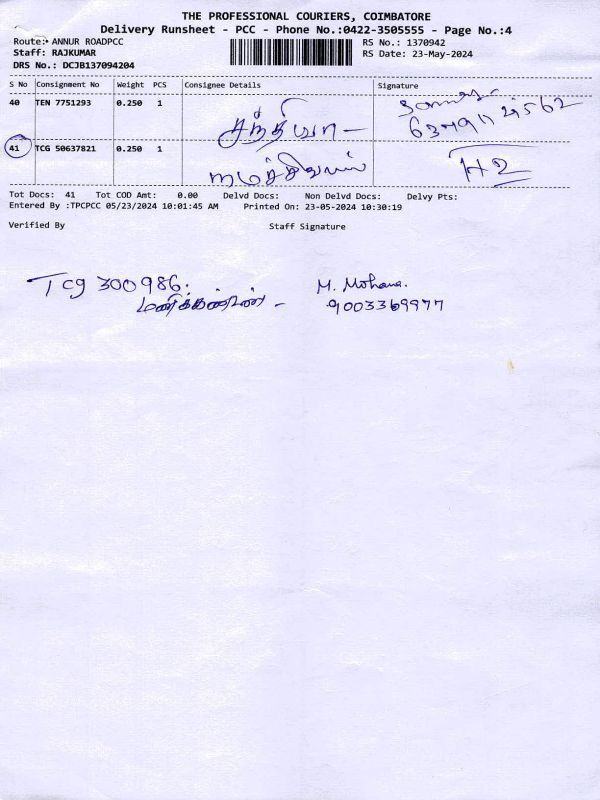 THE PROFESSIONAL COURIERS, COIMBATORE
Delivery Runsheet - PCC - Phone No.:0422-3505555 - Page No.:4
Route: ANNUR ROADPCC RS No.: 1370942
Staff: RAJKUMAR RS Date: 23-May-2024
DRS No.: DCJB137094204
S No Consignment No Weight PCS Consignee Details Signature
40 TEN 7751293 0.250 1
41 TCG 50637821 0.250 1 H2
Tot Docs: 41 Tot COD Amt: 0.00 Delvd Docs: Non Delvd Docs: Delvy Pts:
Entered By :TPCPCC 05/23/2024 10:01:45 AM Printed On: 23-05-2024 10:30:19
Verified By Staff Signature
Tcg 300986. M. Mohana.
மணிகண்டன் - 9003369977